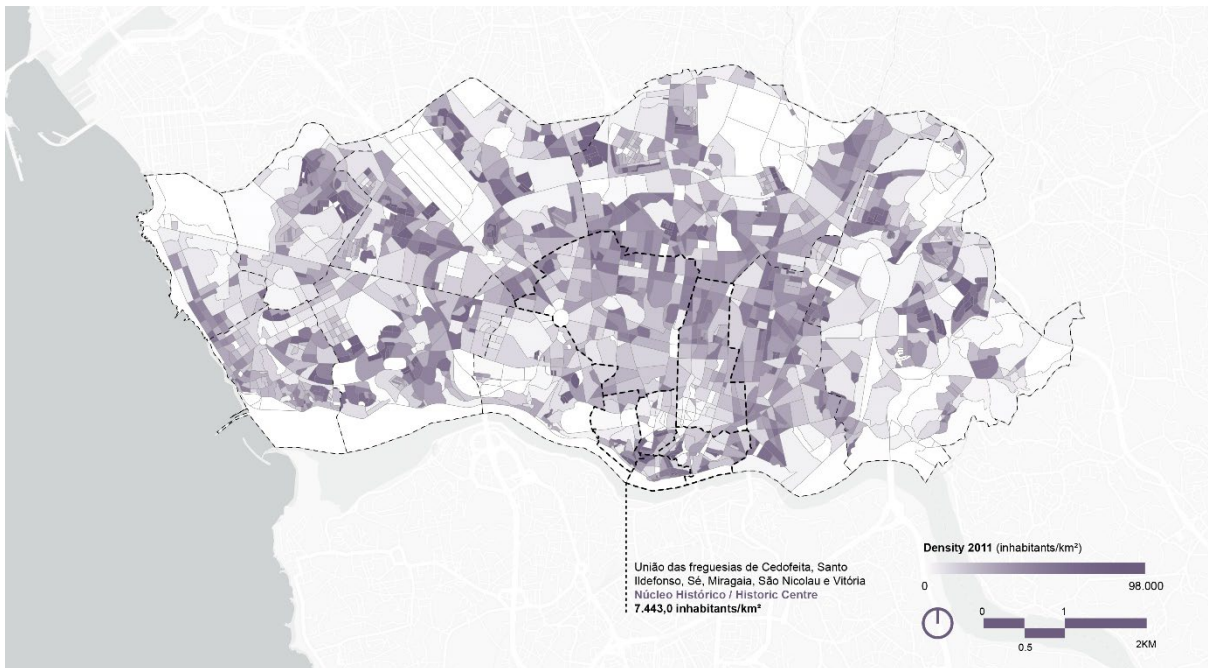 União das freguesias de Cedofeita, Santo
Ildefonso, Sé, Miragaia, São Nicolau e Vitória
Núcleo Histórico / Historic Centre
7.443,0 inhabitants/km²
Density 2011 (inhabitants/km²)
0 98.000
0 1
0.5 2KM